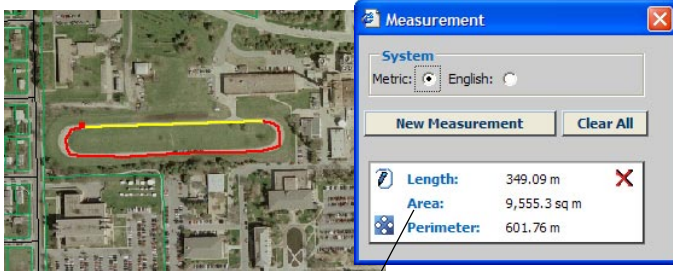 Measurement
System
Metric: English:
New Measurement Clear All
Length: 349.09 m
Area: 9,555.3 sq m
Perimeter: 601.76 m